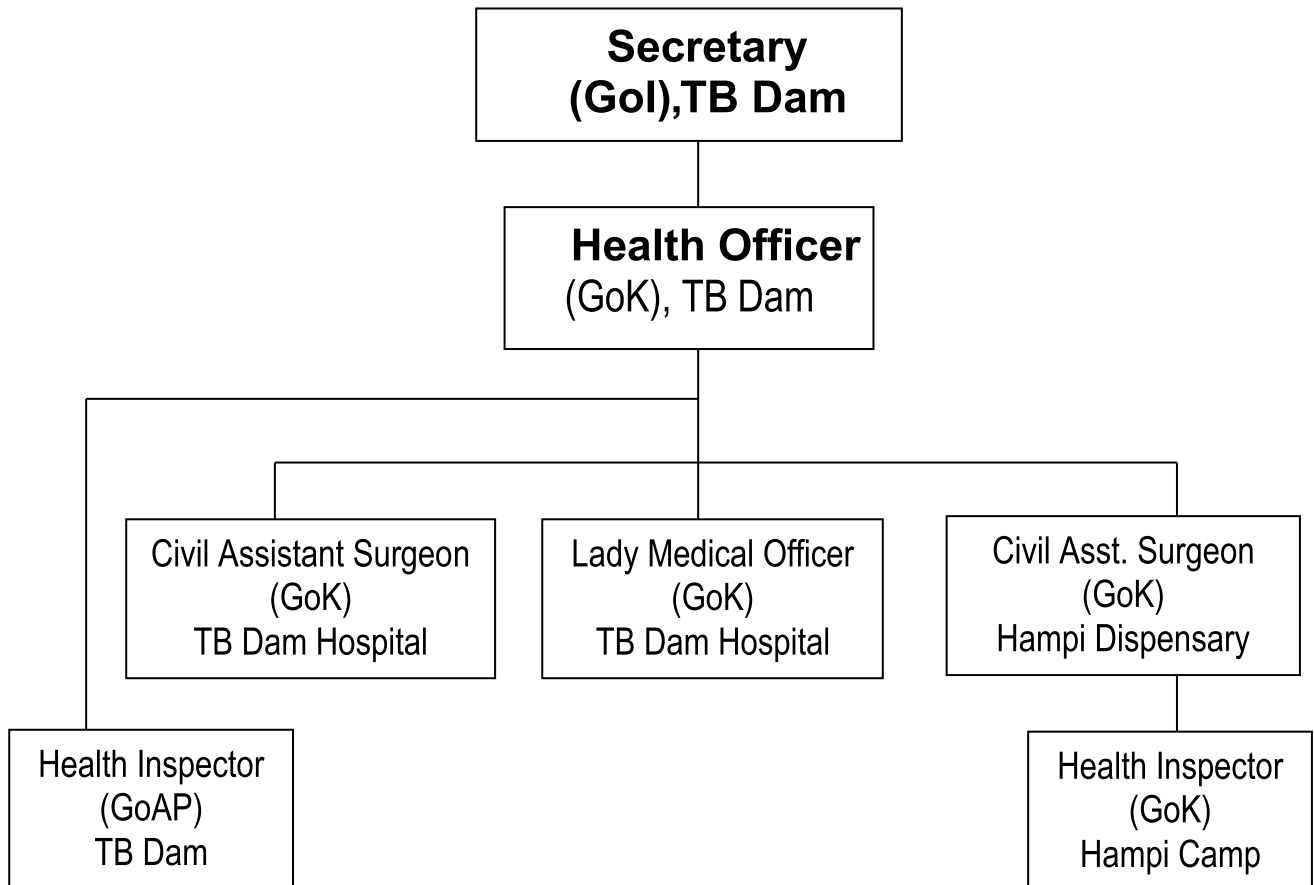 Secretary
(GoI),TB Dam
Health Officer
(GoK), TB Dam
Civil Assistant Surgeon
(GoK)
TB Dam Hospital
Lady Medical Officer
(GoK)
TB Dam Hospital
Civil Asst. Surgeon
(GoK)
Hampi Dispensary
Health Inspector
(GoAP)
TB Dam
Health Inspector
(GoK)
Hampi Camp